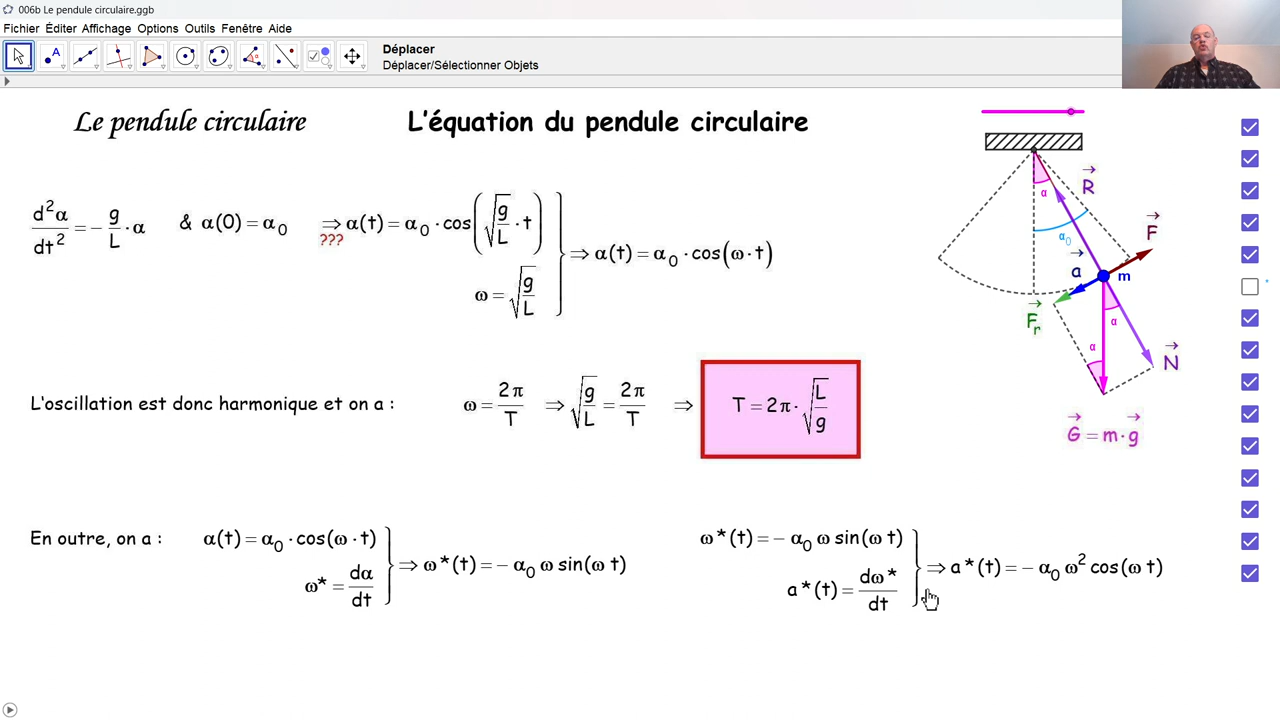 006b Le pendule circulaire.ggb
Fichier Éditer Affichage Options Outils Fenêtre Aide
Déplacer
Déplacer/Sélectionner Objets
Le pendule circulaire
L'équation du pendule circulaire
d²α/dt² = − g/L · α & α(0) = α₀ ⇒ α(t) = α₀ · cos(√(g/L) · t)
???
ω = √(g/L)
⇒ α(t) = α₀ · cos(ω · t)
L'oscillation est donc harmonique et on a : ω = 2π/T ⇒ √(g/L) = 2π/T ⇒ T = 2π · √(L/g)
En outre, on a : α(t) = α₀ · cos(ω · t)
ω* = dα/dt
⇒ ω*(t) = − α₀ ω sin(ω t)
ω*(t) = − α₀ ω sin(ω t)
a*(t) = dω*/dt
⇒ a*(t) = − α₀ ω² cos(ω t)
α
R→
α₀
F→
a→
m
Fᵣ→
α
α
N→
G→ = m · g→